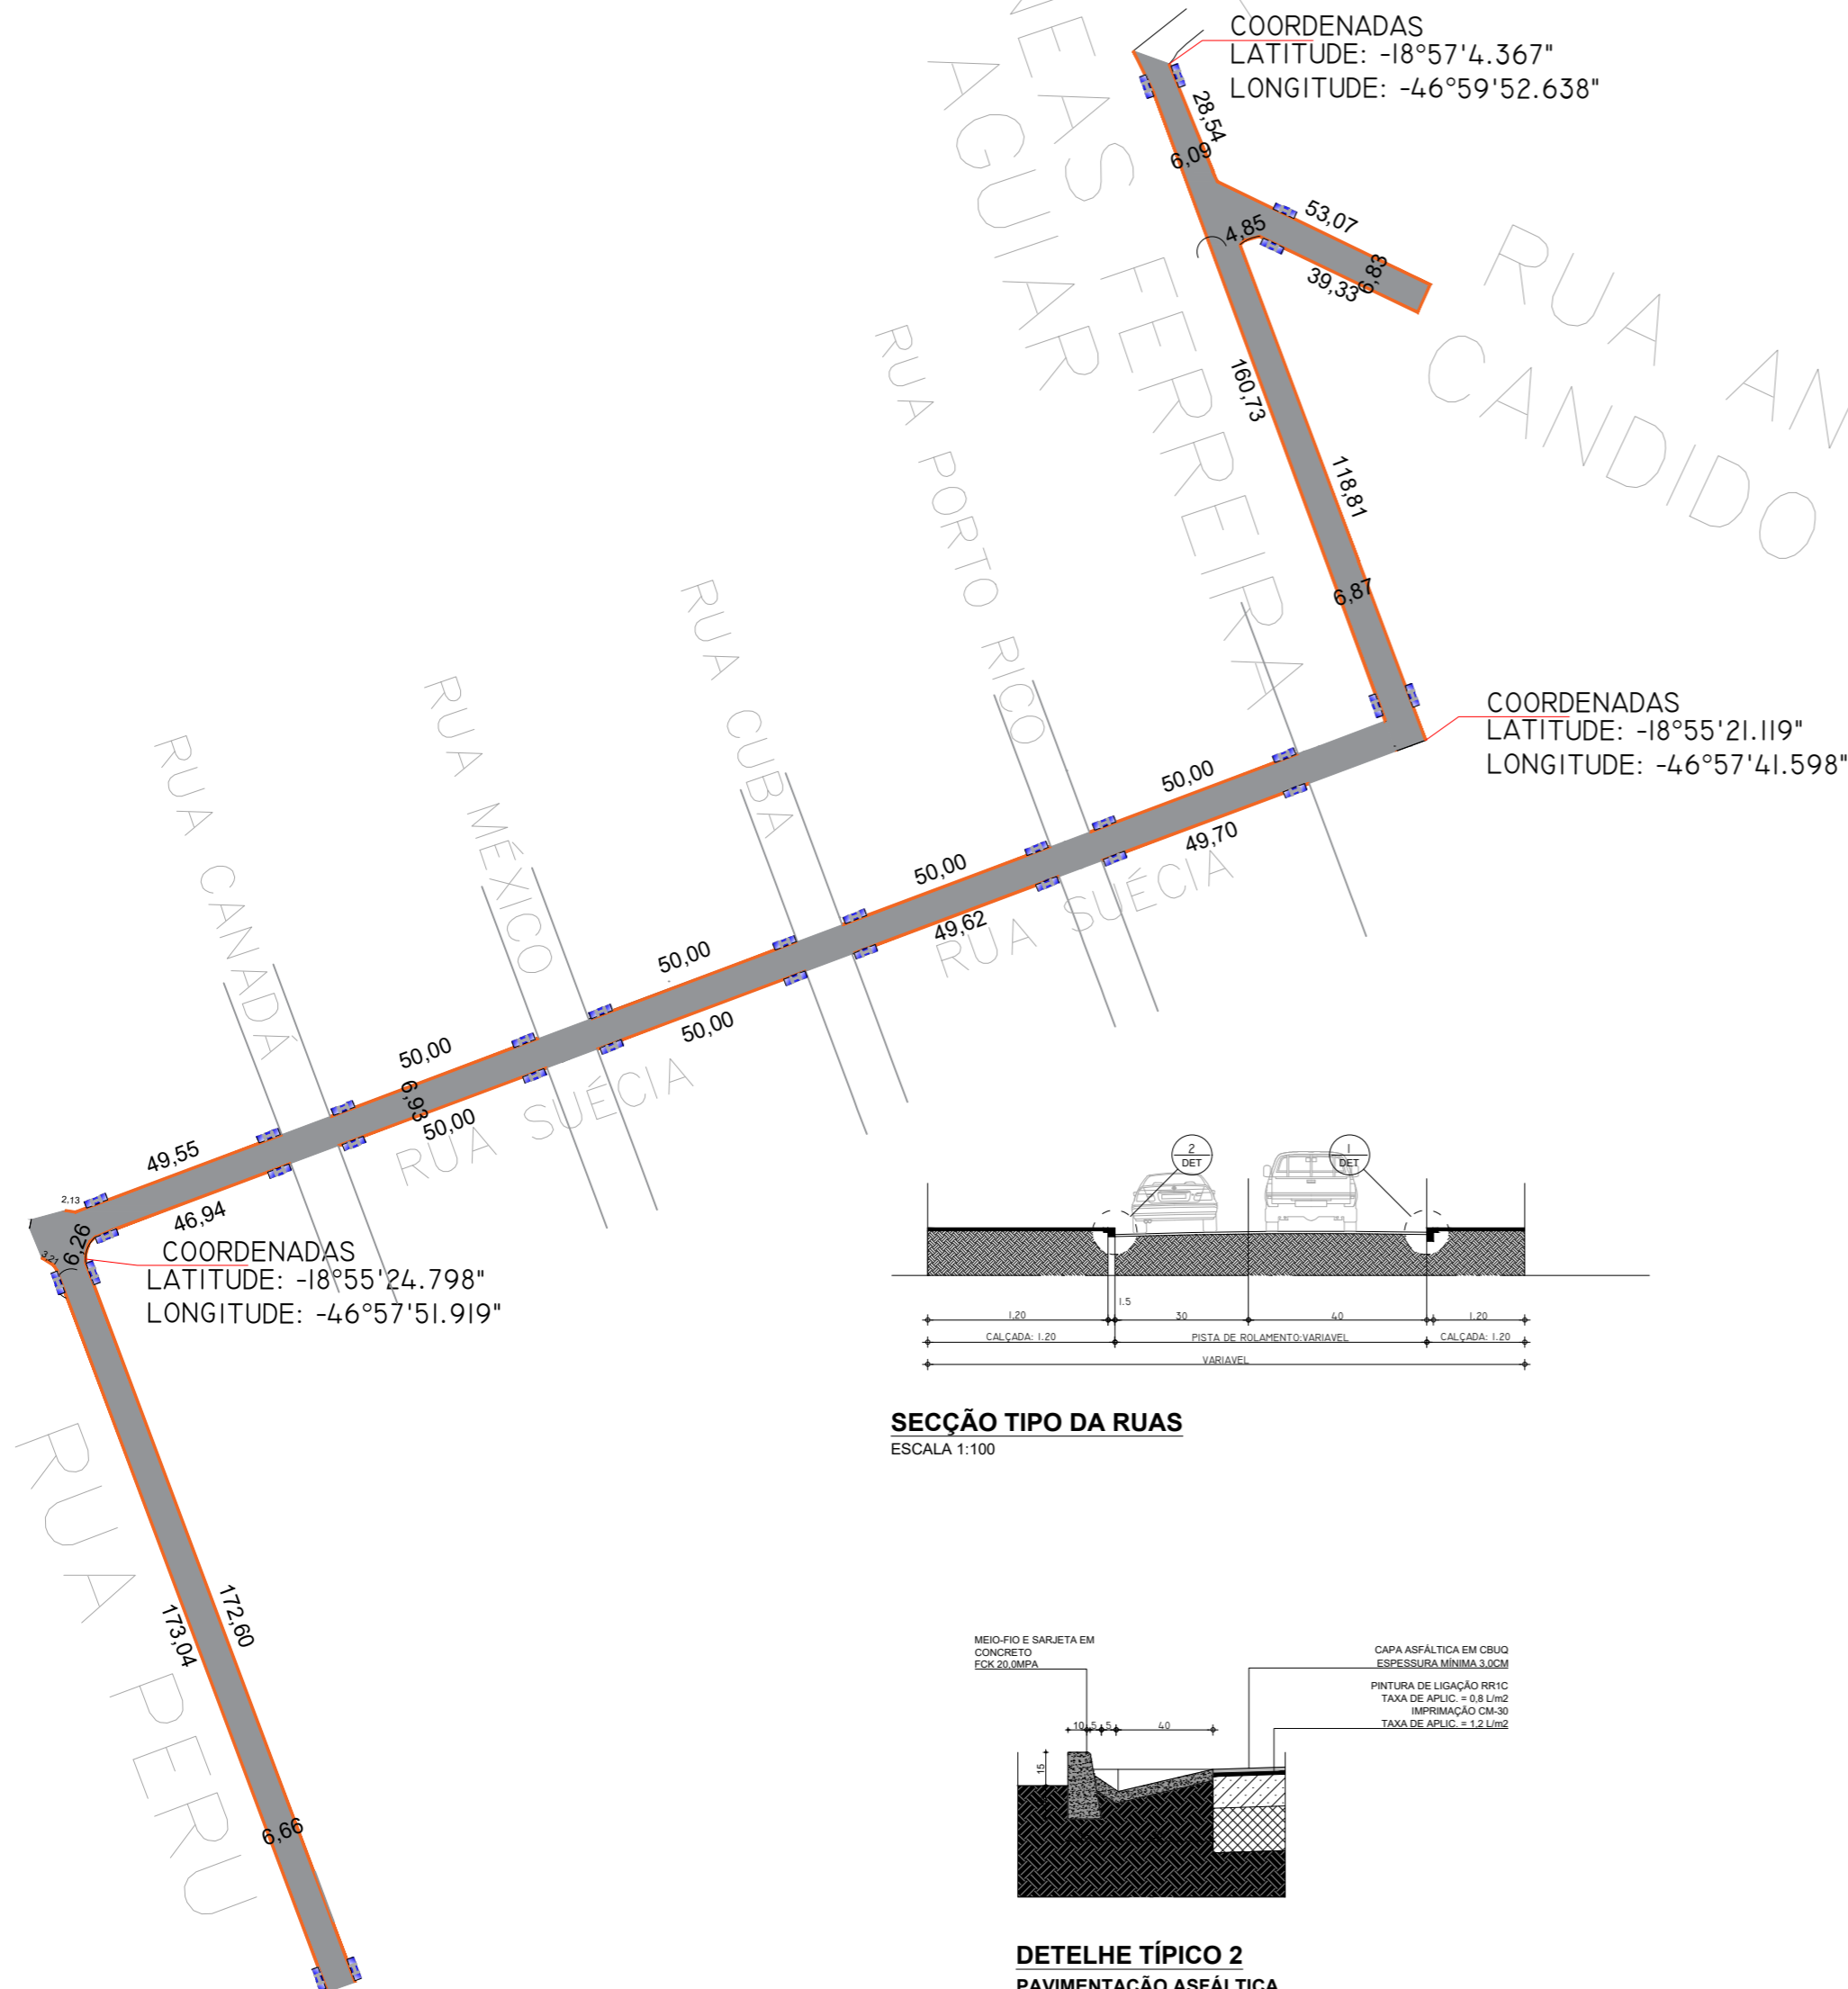 COORDENADAS
LATITUDE: -18°57'4.367"
LONGITUDE: -46°59'52.638"
AGUIAR
FERREIRA
28,54
6,09
53,07
4,85
39,33
6,83
RUA
CANDIDO
160,73
118,81
6,87
RUA PORTO RICO
RUA CUBA
RUA MÉXICO
RUA CANADÁ
COORDENADAS
LATITUDE: -18°55'21.119"
LONGITUDE: -46°57'41.598"
50,00
49,70
50,00
49,62
RUA SUÉCIA
50,00
50,00
50,00
6,93
50,00
RUA SUÉCIA
49,55
2,13
46,94
6,26
3,21
COORDENADAS
LATITUDE: -18°55'24.798"
LONGITUDE: -46°57'51.919"
2
DET
1
DET
1.5
1,20
30
40
1,20
CALÇADA: 1.20
PISTA DE ROLAMENTO:VARIAVEL
CALÇADA: 1.20
VARIAVEL
SECÇÃO TIPO DA RUAS
ESCALA 1:100
RUA PERU
172,60
173,04
6,66
MEIO-FIO E SARJETA EM
CONCRETO
FCK 20,0MPA
CAPA ASFÁLTICA EM CBUQ
ESPESSURA MÍNIMA 3,0CM
PINTURA DE LIGAÇÃO RR1C
TAXA DE APLIC. = 0,8 L/m2
IMPRIMAÇÃO CM-30
TAXA DE APLIC. = 1,2 L/m2
10 5 5 40
15
DETELHE TÍPICO 2
PAVIMENTAÇÃO ASFÁLTICA